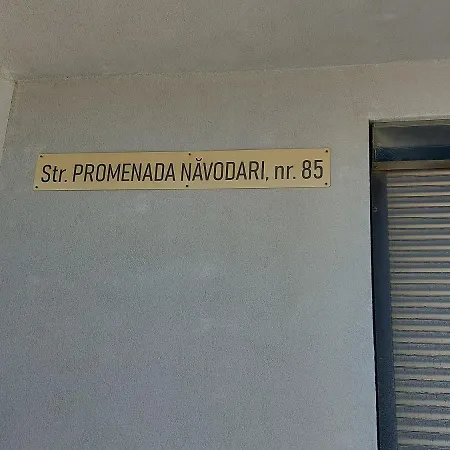 Str. PROMENADA NĂVODARI, nr. 85